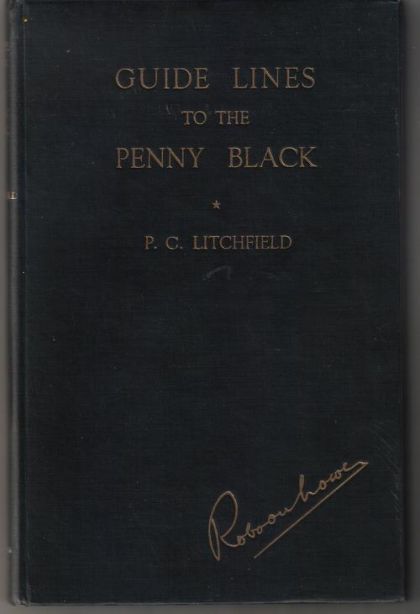 GUIDE LINES
TO THE
PENNY BLACK
P. C. LITCHFIELD
Robson Lowe